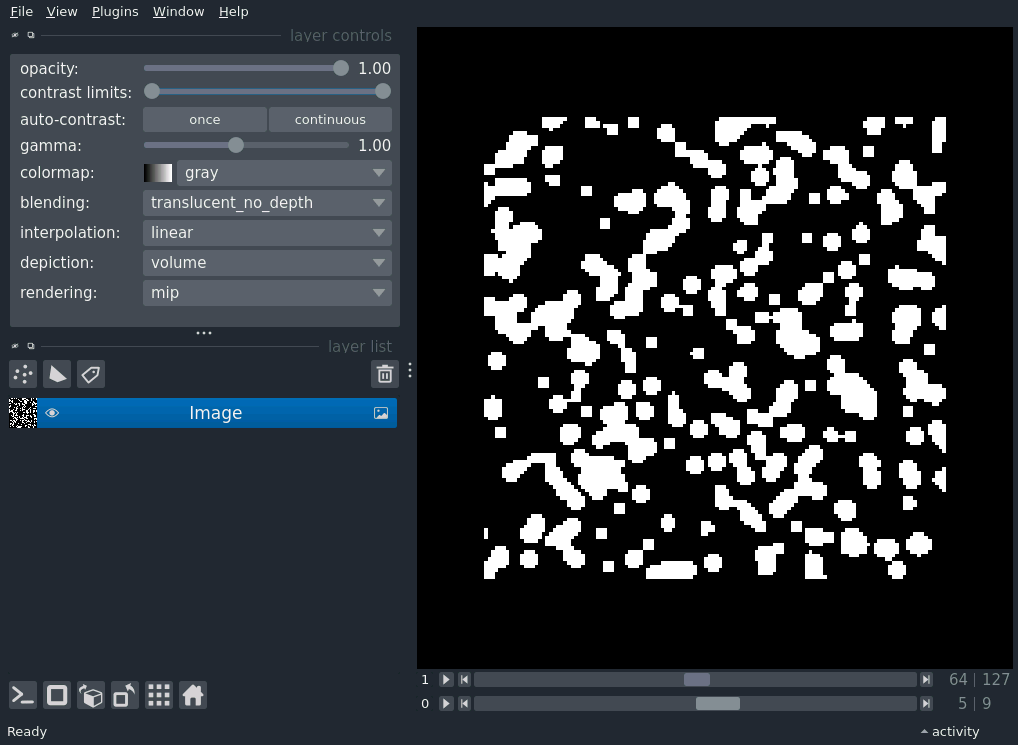 File View Plugins Window Help
layer controls
opacity: 1.00
contrast limits:
auto-contrast: once continuous
gamma: 1.00
colormap: gray
blending: translucent_no_depth
interpolation: linear
depiction: volume
rendering: mip
layer list
Image
1 64 | 127
0 5 | 9
Ready activity